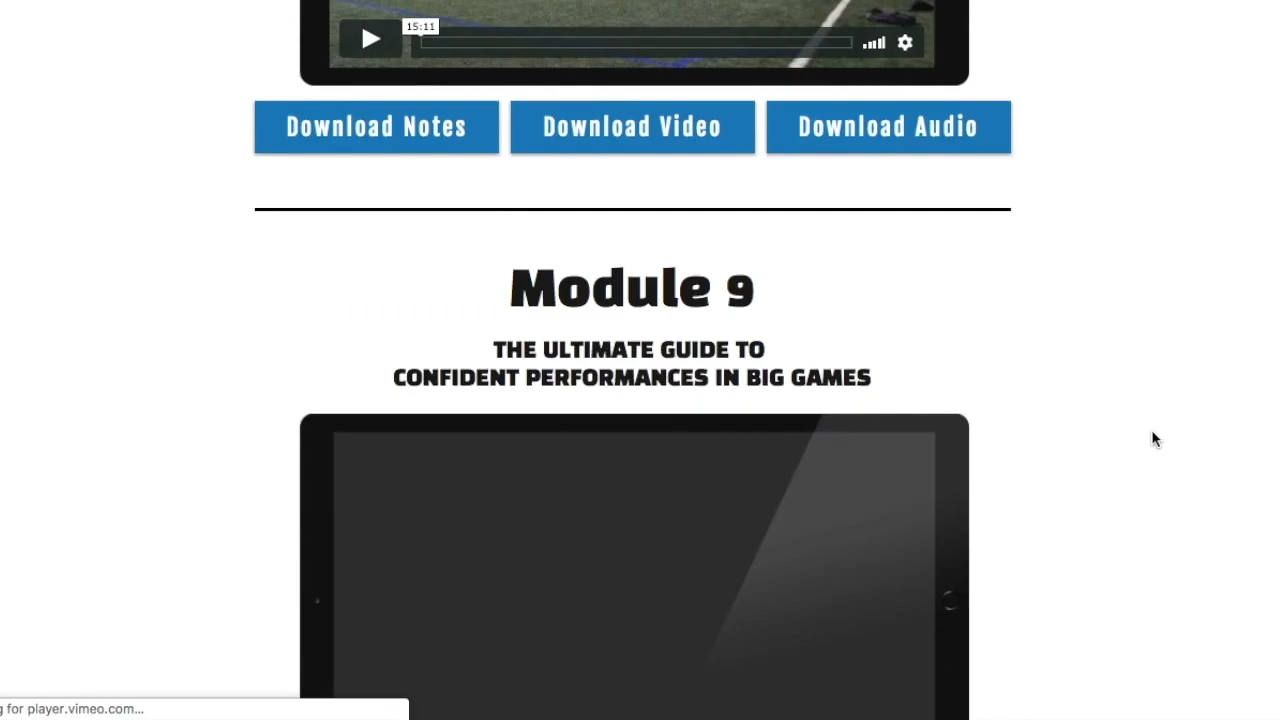 15:11
Download Notes
Download Video
Download Audio
Module 9
THE ULTIMATE GUIDE TO
CONFIDENT PERFORMANCES IN BIG GAMES
g for player.vimeo.com...